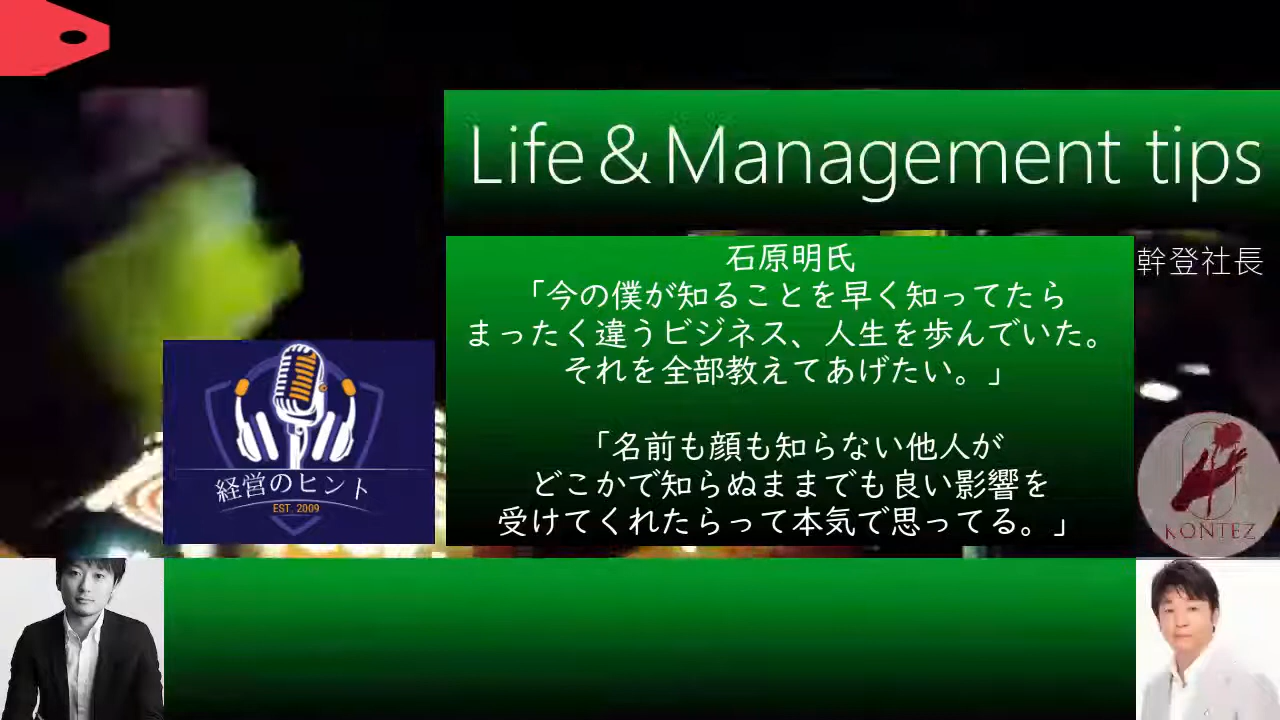 Life＆Management tips
石原明氏
幹登社長
「今の僕が知ることを早く知ってたら
まったく違うビジネス、人生を歩んでいた。
それを全部教えてあげたい。」
「名前も顔も知らない他人が
どこかで知らぬままでも良い影響を
受けてくれたらって本気で思ってる。」
経営のヒント
EST. 2009
KONTEZ